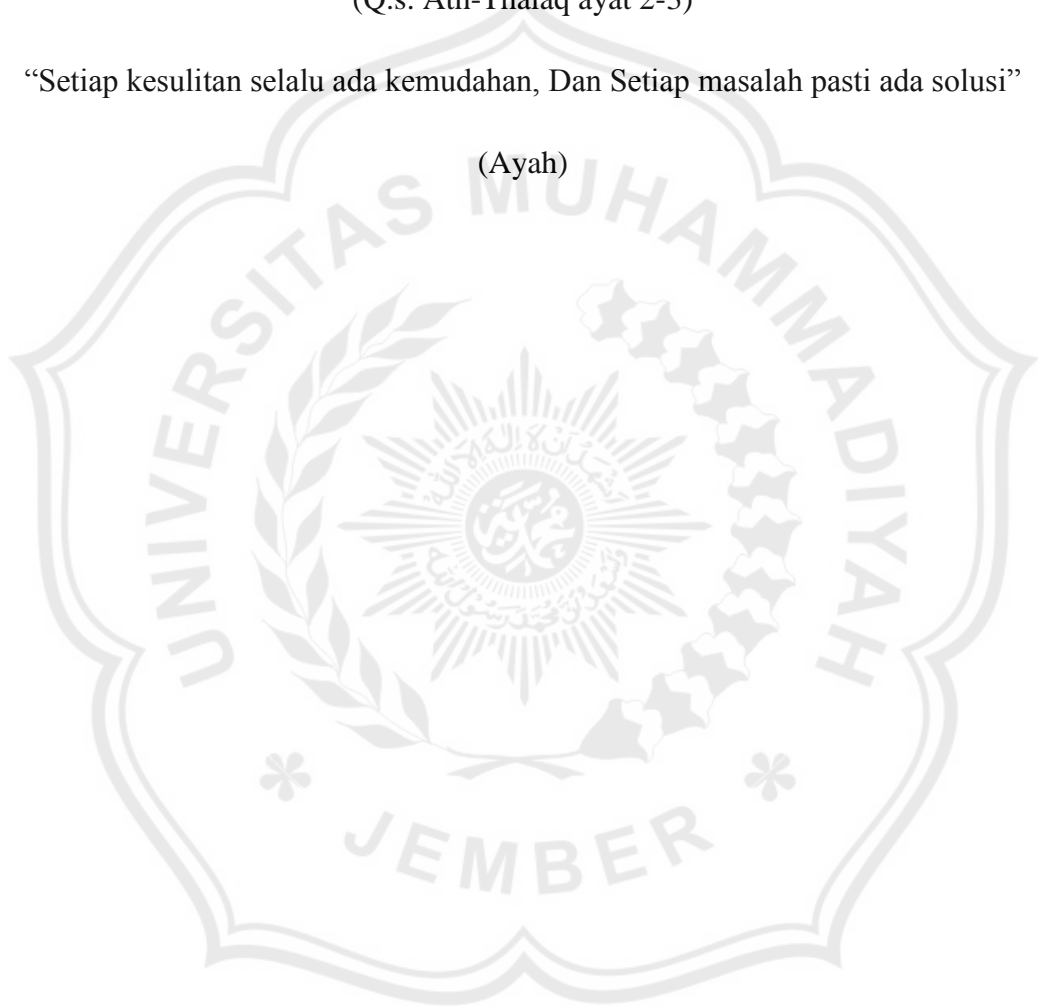 (Q.s. Ath-Thalaq ayat 2-3)
“Setiap kesulitan selalu ada kemudahan, Dan Setiap masalah pasti ada solusi”
(Ayah)
UNIVERSITAS MUHAMMADIYAH
JEMBER